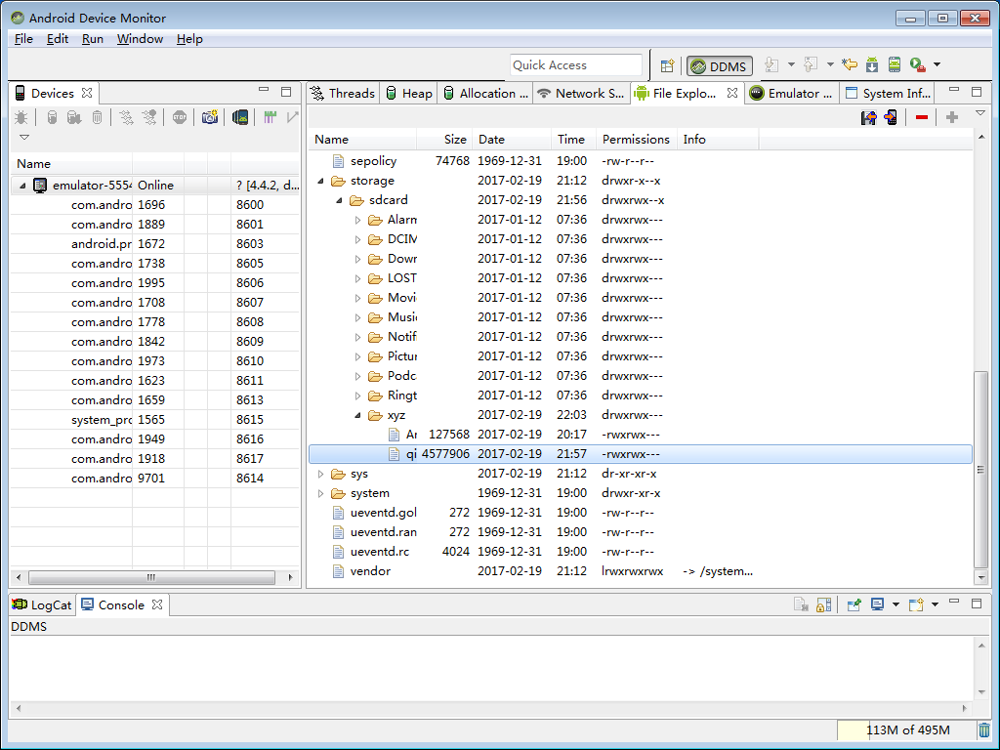 Android Device Monitor
File Edit Run Window Help
Quick Access
DDMS
Devices
Name
emulator-5554 Online ? [4.4.2, d...
com.andro 1696 8600
com.andro 1889 8601
android.pr 1672 8603
com.andro 1738 8605
com.andro 1995 8606
com.andro 1708 8607
com.andro 1778 8608
com.andro 1842 8609
com.andro 1973 8610
com.andro 1623 8611
com.andro 1659 8613
system_pro 1565 8615
com.andro 1949 8616
com.andro 1918 8617
com.andro 9701 8614
Threads Heap Allocation ... Network S... File Explo... Emulator ... System Inf...
Name Size Date Time Permissions Info
sepolicy 74768 1969-12-31 19:00 -rw-r--r--
storage 2017-02-19 21:12 drwxr-x--x
sdcard 2017-02-19 21:56 drwxrwx--x
Alarm 2017-01-12 07:36 drwxrwx---
DCIM 2017-01-12 07:36 drwxrwx---
Down 2017-01-12 07:36 drwxrwx---
LOST 2017-01-12 07:36 drwxrwx---
Movi 2017-01-12 07:36 drwxrwx---
Music 2017-01-12 07:36 drwxrwx---
Notif 2017-01-12 07:36 drwxrwx---
Pictur 2017-01-12 07:36 drwxrwx---
Podc 2017-01-12 07:36 drwxrwx---
Ringt 2017-01-12 07:36 drwxrwx---
xyz 2017-02-19 22:03 drwxrwx---
Ar 127568 2017-02-19 20:17 -rwxrwx---
qi 4577906 2017-02-19 21:57 -rwxrwx---
sys 2017-02-19 21:12 dr-xr-xr-x
system 1969-12-31 19:00 drwxr-xr-x
ueventd.gol 272 1969-12-31 19:00 -rw-r--r--
ueventd.ran 272 1969-12-31 19:00 -rw-r--r--
ueventd.rc 4024 1969-12-31 19:00 -rw-r--r--
vendor 2017-02-19 21:12 lrwxrwxrwx -> /system...
LogCat Console
DDMS
113M of 495M